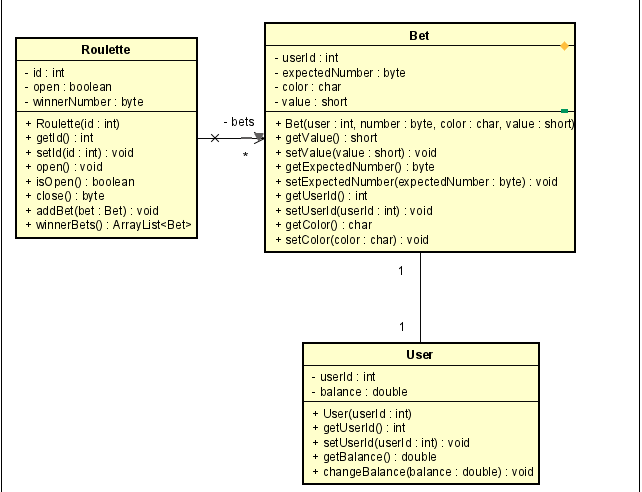 Roulette
- id : int
- open : boolean
- winnerNumber : byte
+ Roulette(id : int)
+ getId() : int
+ setId(id : int) : void
+ open() : void
+ isOpen() : boolean
+ close() : byte
+ addBet(bet : Bet) : void
+ winnerBets() : ArrayList<Bet>
- bets
*
Bet
- userId : int
- expectedNumber : byte
- color : char
- value : short
+ Bet(user : int, number : byte, color : char, value : short)
+ getValue() : short
+ setValue(value : short) : void
+ getExpectedNumber() : byte
+ setExpectedNumber(expectedNumber : byte) : void
+ getUserId() : int
+ setUserId(userId : int) : void
+ getColor() : char
+ setColor(color : char) : void
1
1
User
- userId : int
- balance : double
+ User(userId : int)
+ getUserId() : int
+ setUserId(userId : int) : void
+ getBalance() : double
+ changeBalance(balance : double) : void